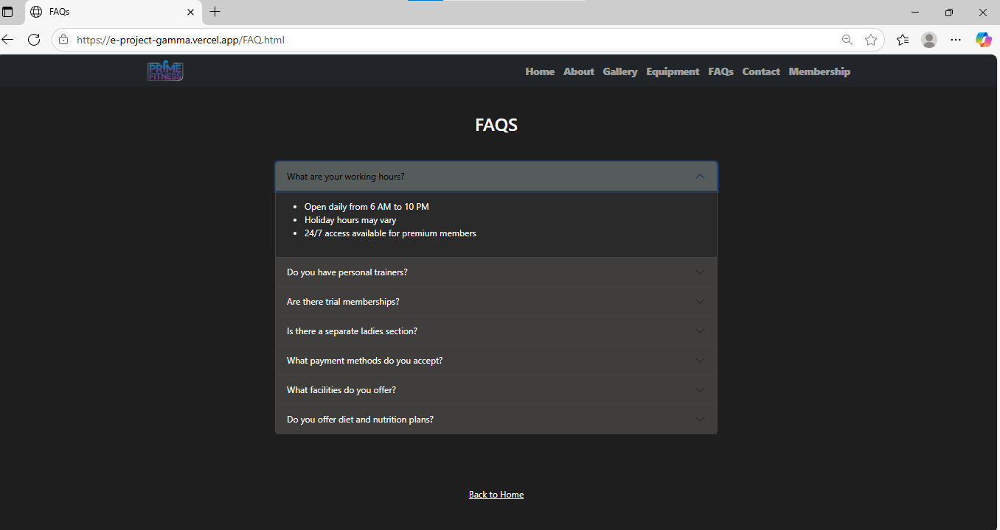 FAQs
https://e-project-gamma.vercel.app/FAQ.html
PRIME
FITNESS
Home About Gallery Equipment FAQs Contact Membership
FAQS
What are your working hours?
Open daily from 6 AM to 10 PM
Holiday hours may vary
24/7 access available for premium members
Do you have personal trainers?
Are there trial memberships?
Is there a separate ladies section?
What payment methods do you accept?
What facilities do you offer?
Do you offer diet and nutrition plans?
Back to Home